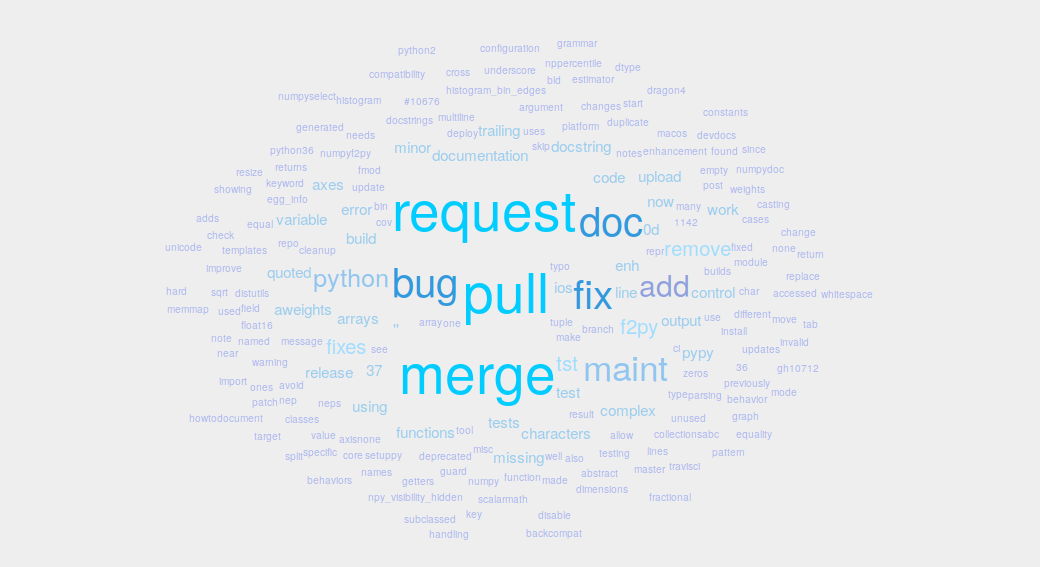 python2 configuration grammar
compatibility cross underscore nppercentile dtype
bld estimator
numpyselect histogram #10676 histogram_bin_edges dragon4
argument changes start
docstrings multiline constants
generated needs deploy trailing uses platform duplicate macos devdocs
python36 numpyf2py minor documentation skip docstring notes enhancement found since
resize returns fmod empty numpydoc
showing keyword axes update code upload post weights
egg_info
adds equal variable error bin request doc now many work casting
cov 0d 1142 cases
check build change
unicode templates repo cleanup repr remove fixed none return
improve quoted python bug typo enh builds module replace
hard sqrt distutils pull ios fix line add control char accessed whitespace
memmap used field aweights
float16 arrays " array one tuple branch f2py output use different move tab
note named message make install invalid
near fixes see ci pypy updates
warning release 37 merge tst maint zeros 36 gh10712
import ones avoid previously
patch nep neps using test type parsing behavior mode
howtodocument classes result complex unused graph
target value axisnone functions tool tests characters allow collectionsabc equality
split specific core setuppy deprecated misc missing well also testing lines pattern
behaviors names guard abstract master travisci
getters numpy function made dimensions
npy_visibility_hidden scalarmath fractional
subclassed key disable
handling backcompat